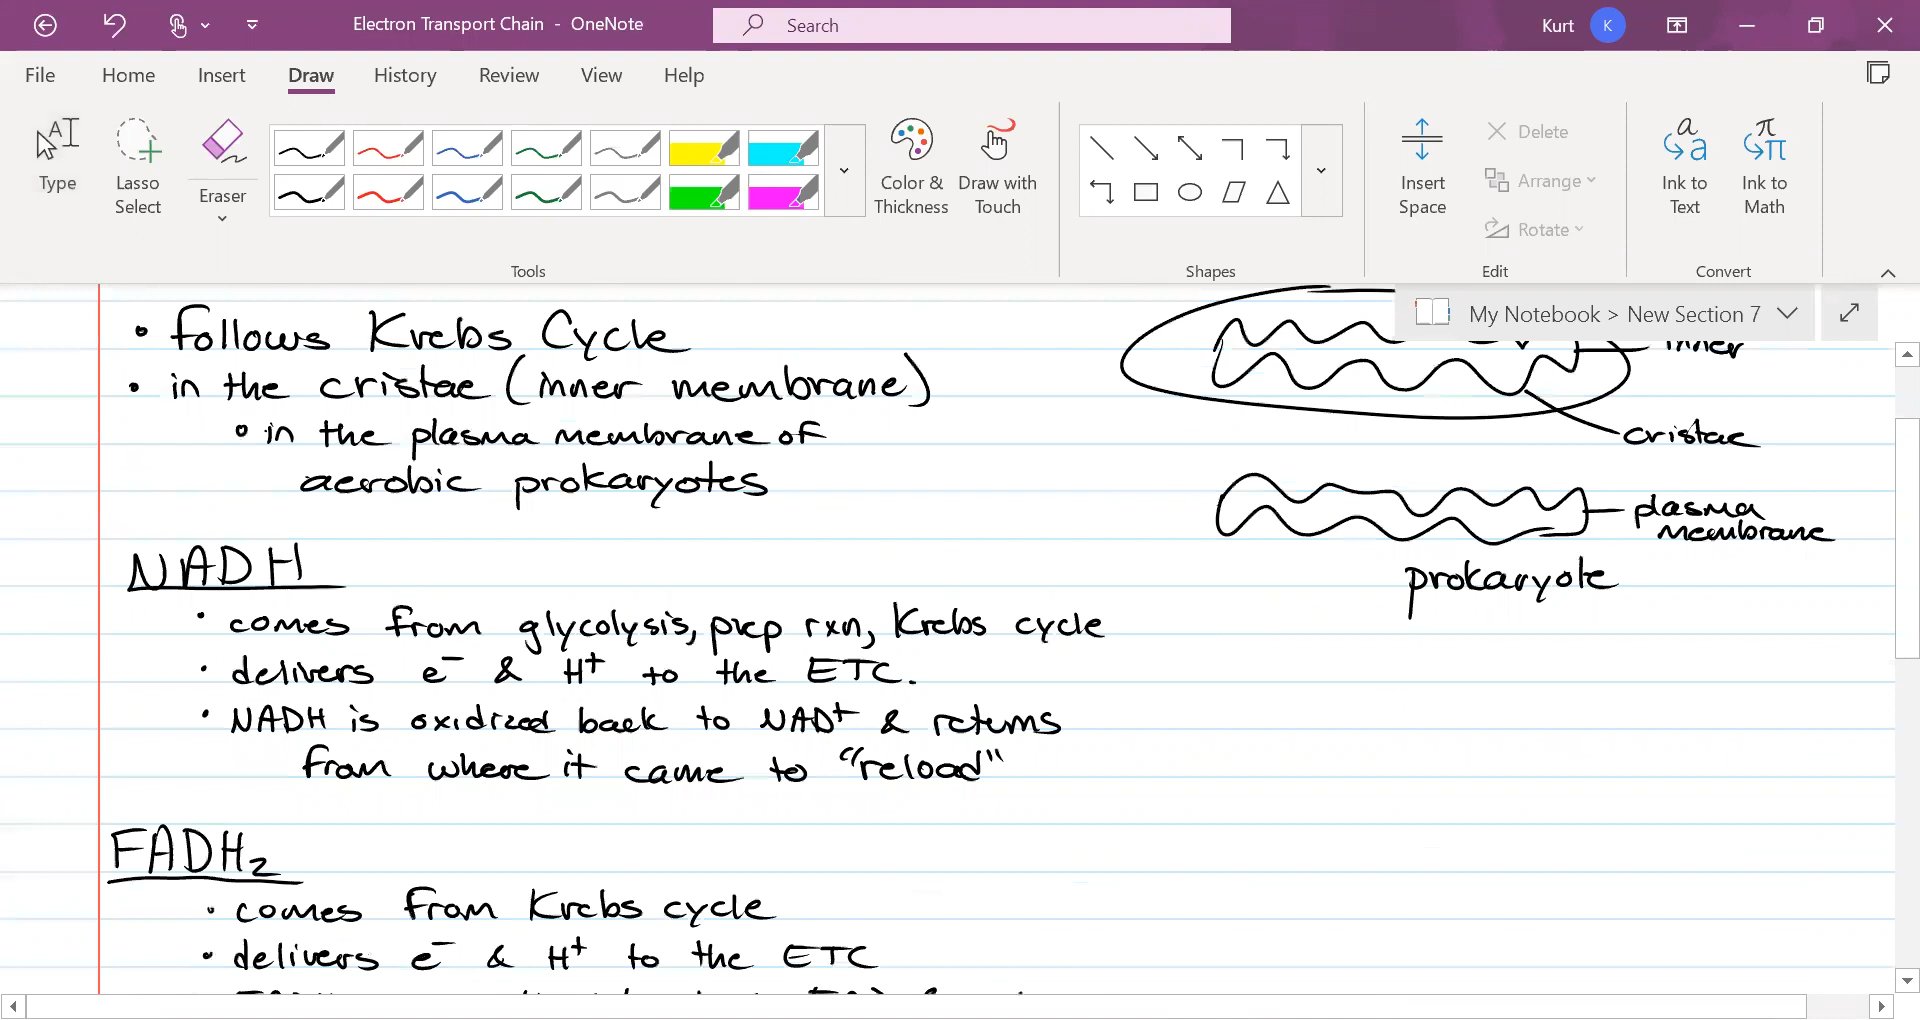 Electron Transport Chain - OneNote
Search
Kurt
K
File Home Insert Draw History Review View Help
Type
Lasso Select
Eraser
Color & Thickness
Draw with Touch
Insert Space
Delete
Arrange
Rotate
Ink to Text
Ink to Math
Tools
Shapes
Edit
Convert
My Notebook > New Section 7
• follows Krebs Cycle
• in the cristae (inner membrane)
◦ in the plasma membrane of
aerobic prokaryotes
inner
cristae
plasma
membrane
prokaryote
NADH
• comes from glycolysis, prep rxn, Krebs cycle
• delivers e⁻ & H⁺ to the ETC.
• NADH is oxidized back to NAD⁺ & returns
from where it came to "reload"
FADH₂
• comes from Krebs cycle
• delivers e⁻ & H⁺ to the ETC